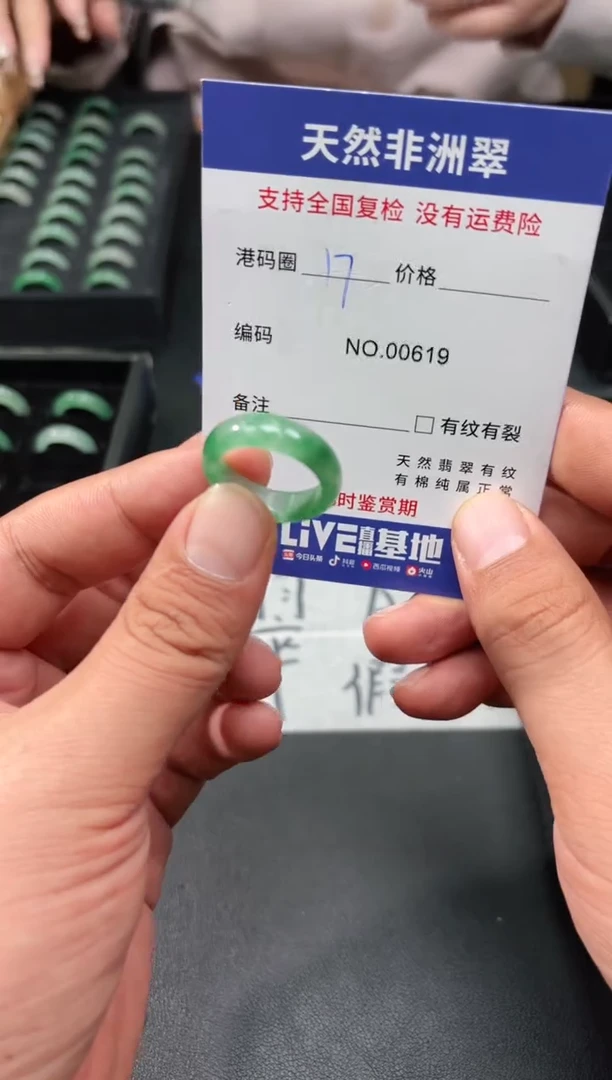 天然非洲翠
支持全国复检 没有运费险
港码圈 17 价格
编码 NO.00619
备注 有纹有裂
天然翡翠有纹
有棉纯属正常
时鉴赏期
LIVE直播基地
今日头条 抖音 西瓜视频 火山